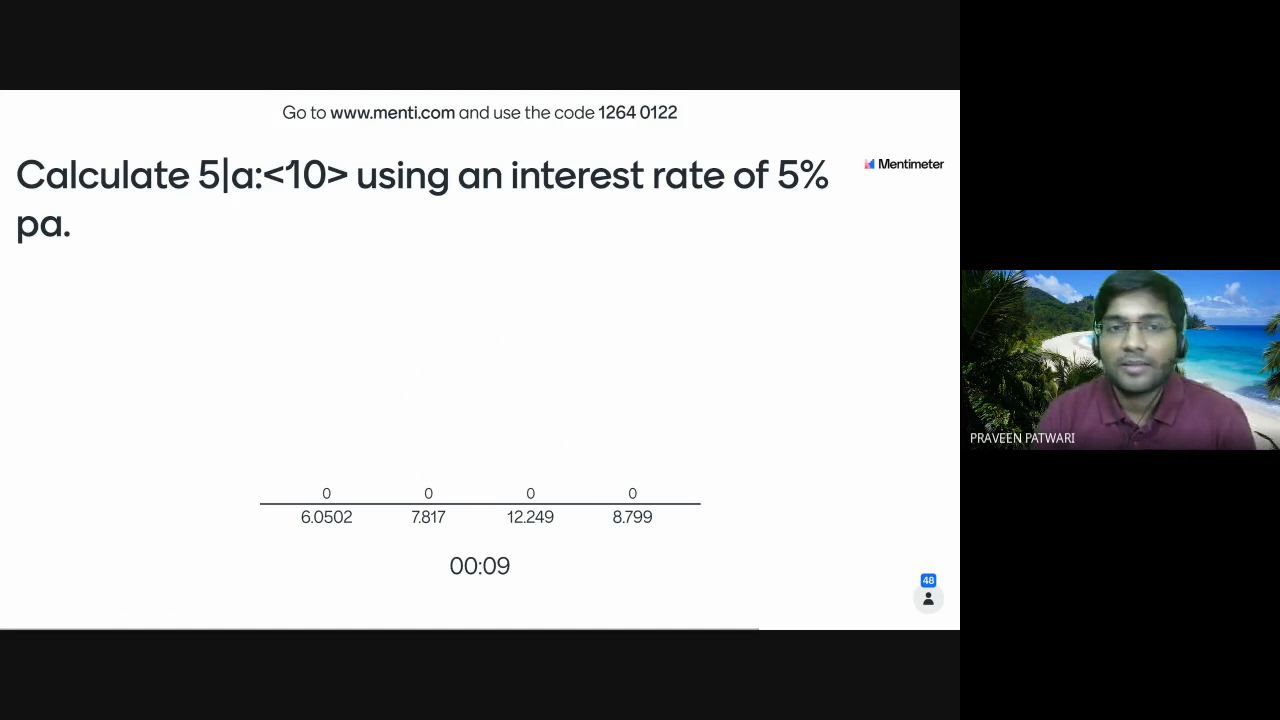 Go to www.menti.com and use the code 1264 0122
Mentimeter
Calculate 5|a:<10> using an interest rate of 5%
pa.
0 0 0 0
6.0502 7.817 12.249 8.799
00:09
48
PRAVEEN PATWARI